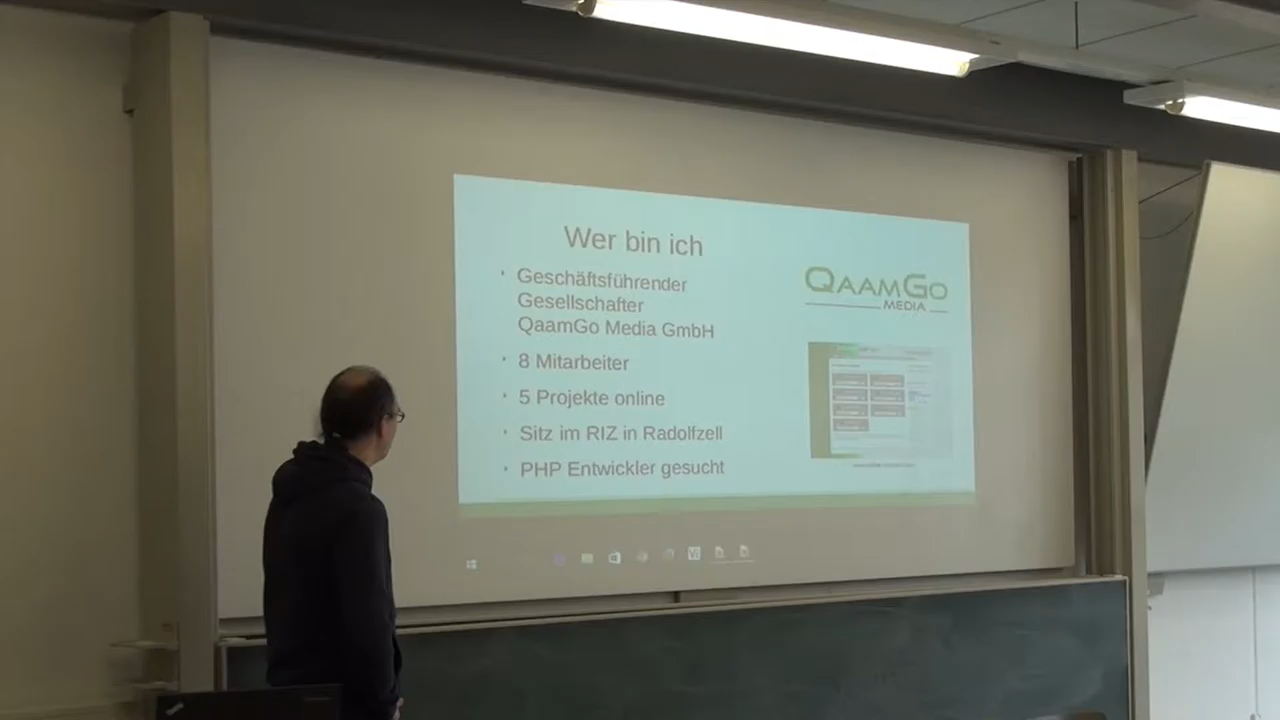 Wer bin ich
Geschäftsführender
Gesellschafter
QaamGo Media GmbH
8 Mitarbeiter
5 Projekte online
Sitz im RIZ in Radolfzell
PHP Entwickler gesucht
QAAMGO
MEDIA